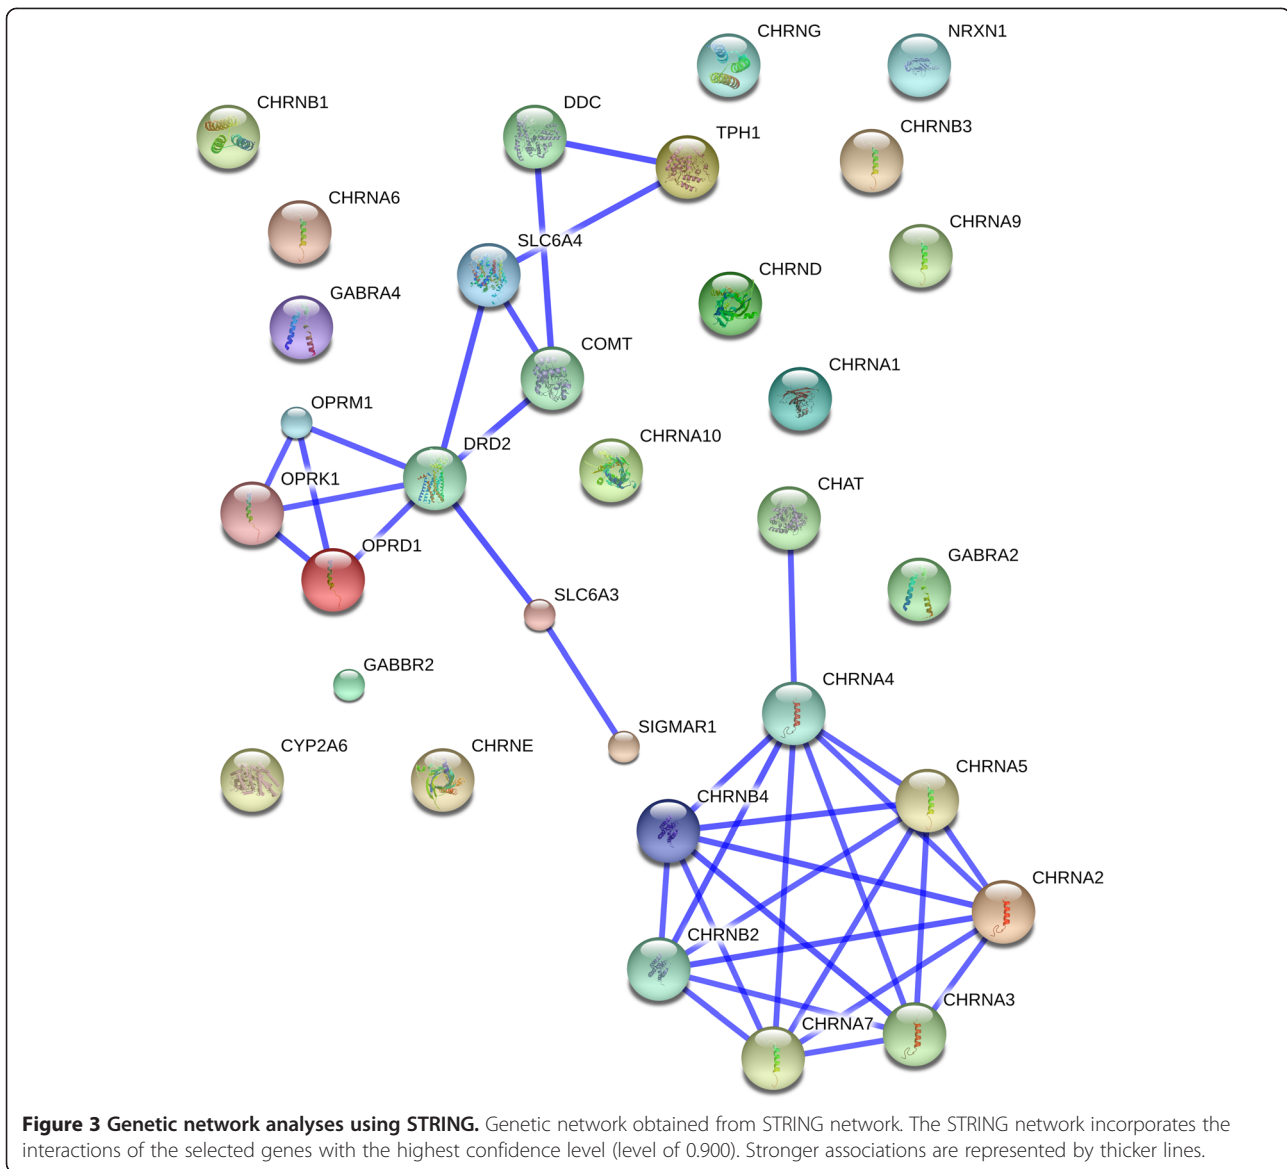 CHRNG
NRXN1
CHRNB1
DDC
TPH1
CHRNB3
CHRNA6
CHRNA9
SLC6A4
CHRND
GABRA4
COMT
CHRNA1
OPRM1
DRD2
CHRNA10
OPRK1
CHAT
OPRD1
GABRA2
SLC6A3
GABBR2
CHRNA4
SIGMAR1
CYP2A6
CHRNE
CHRNA5
CHRNB4
CHRNA2
CHRNB2
CHRNA3
CHRNA7
Figure 3 Genetic network analyses using STRING. Genetic network obtained from STRING network. The STRING network incorporates the
interactions of the selected genes with the highest confidence level (level of 0.900). Stronger associations are represented by thicker lines.